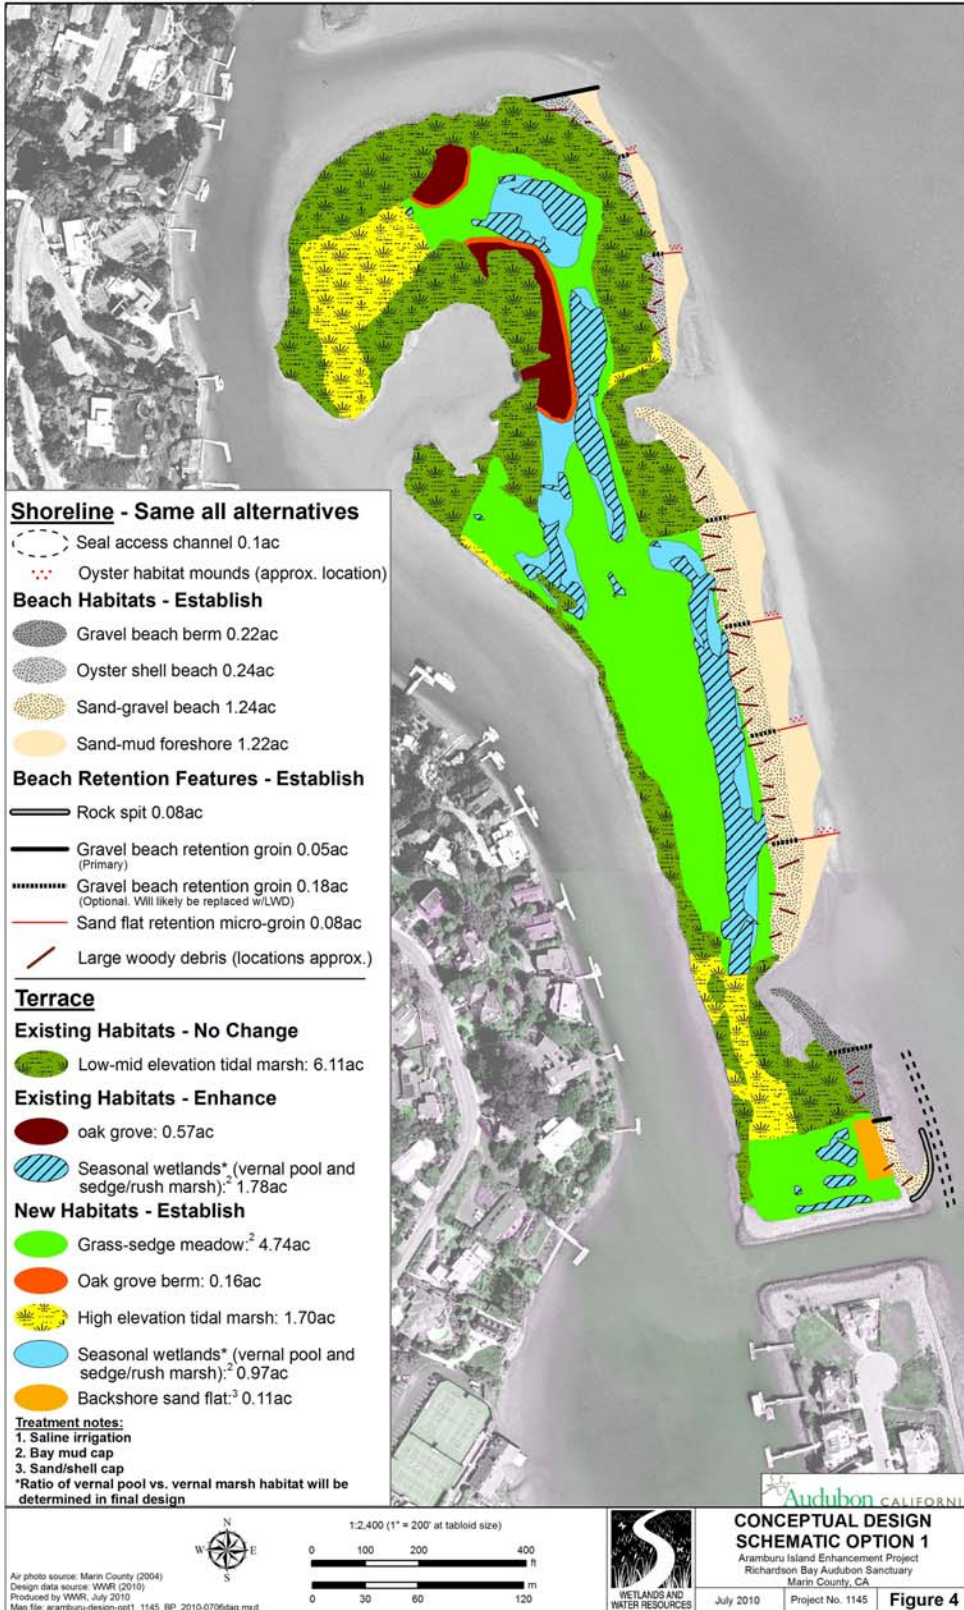 Shoreline - Same all alternatives
Seal access channel 0.1ac
Oyster habitat mounds (approx. location)
Beach Habitats - Establish
Gravel beach berm 0.22ac
Oyster shell beach 0.24ac
Sand-gravel beach 1.24ac
Sand-mud foreshore 1.22ac
Beach Retention Features - Establish
Rock spit 0.08ac
Gravel beach retention groin 0.05ac
(Primary)
Gravel beach retention groin 0.18ac
(Optional. Will likely be replaced w/LWD)
Sand flat retention micro-groin 0.08ac
Large woody debris (locations approx.)
Terrace
Existing Habitats - No Change
Low-mid elevation tidal marsh: 6.11ac
Existing Habitats - Enhance
oak grove: 0.57ac
Seasonal wetlands* (vernal pool and
sedge/rush marsh):2 1.78ac
New Habitats - Establish
Grass-sedge meadow:2 4.74ac
Oak grove berm: 0.16ac
High elevation tidal marsh: 1.70ac
Seasonal wetlands* (vernal pool and
sedge/rush marsh):2 0.97ac
Backshore sand flat:3 0.11ac
Treatment notes:
1. Saline irrigation
2. Bay mud cap
3. Sand/shell cap
*Ratio of vernal pool vs. vernal marsh habitat will be
determined in final design
Audubon CALIFORNI
Air photo source: Marin County (2004)
Design data source: WWR (2010)
Produced by WWR, July 2010
Map file: aramburu-design-opt1_1145_BP_2010-0706dag.mxd
N
W E
S
1:2,400 (1" = 200' at tabloid size)
0 100 200 400
ft
m
0 30 60 120
WETLANDS AND
WATER RESOURCES
CONCEPTUAL DESIGN
SCHEMATIC OPTION 1
Aramburu Island Enhancement Project
Richardson Bay Audubon Sanctuary
Marin County, CA
July 2010 Project No. 1145 Figure 4